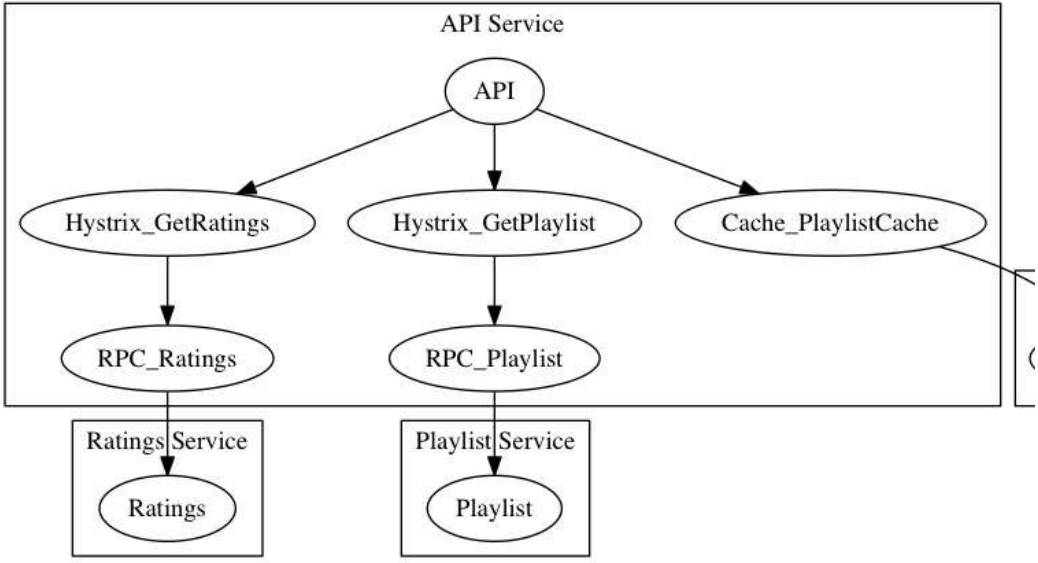 API Service
API
Hystrix_GetRatings
Hystrix_GetPlaylist
Cache_PlaylistCache
RPC_Ratings
RPC_Playlist
Ratings Service
Playlist Service
Ratings
Playlist